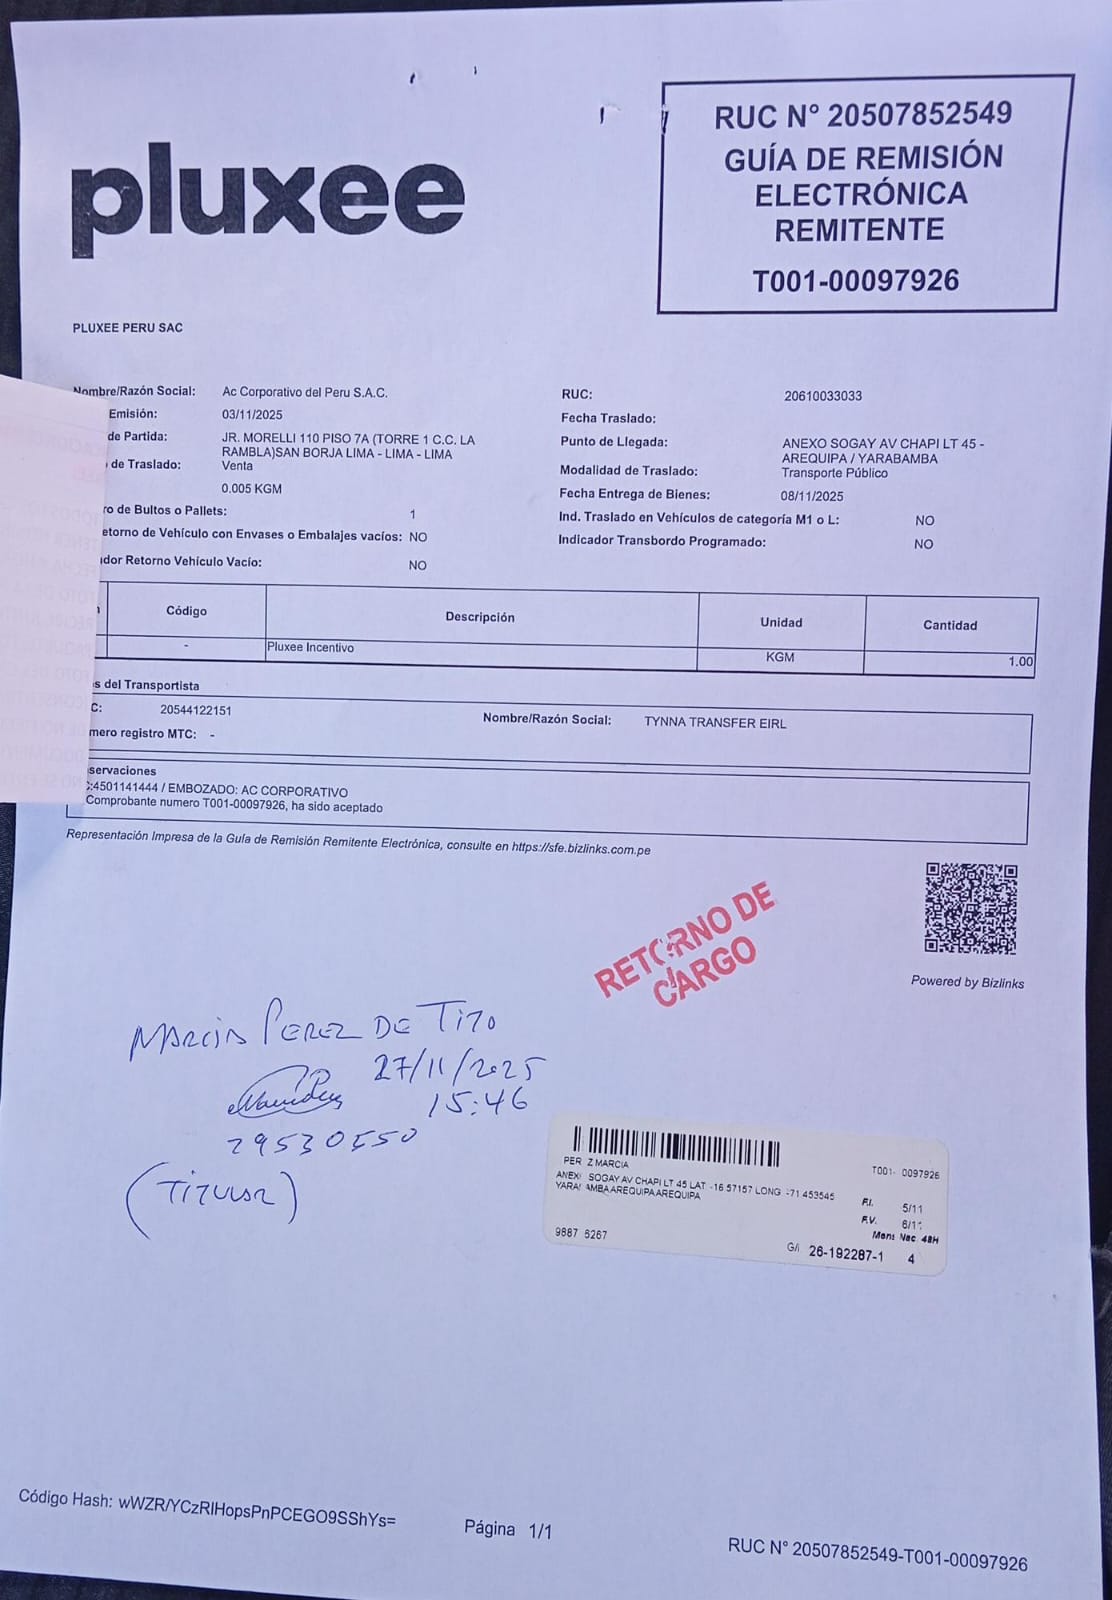 pluxee
RUC N° 20507852549
GUÍA DE REMISIÓN
ELECTRÓNICA
REMITENTE
T001-00097926
PLUXEE PERU SAC
Nombre/Razón Social: Ac Corporativo del Peru S.A.C.
Emisión: 03/11/2025
de Partida: JR. MORELLI 110 PISO 7A (TORRE 1 C.C. LA
RAMBLA)SAN BORJA LIMA - LIMA - LIMA
de Traslado: Venta
0.005 KGM
ro de Bultos o Pallets: 1
etorno de Vehículo con Envases o Embalajes vacíos: NO
dor Retorno Vehículo Vacío: NO
RUC: 20610033033
Fecha Traslado:
Punto de Llegada: ANEXO SOGAY AV CHAPI LT 45 -
AREQUIPA / YARABAMBA
Modalidad de Traslado: Transporte Público
Fecha Entrega de Bienes: 08/11/2025
Ind. Traslado en Vehículos de categoría M1 o L: NO
Indicador Transbordo Programado: NO
Código Descripción Unidad Cantidad
- Pluxee Incentivo KGM 1.00
s del Transportista
C: 20544122151 Nombre/Razón Social: TYNNA TRANSFER EIRL
mero registro MTC: -
servaciones
C:4501141444 / EMBOZADO: AC CORPORATIVO
Comprobante numero T001-00097926, ha sido aceptado
Representación Impresa de la Guía de Remisión Remitente Electrónica, consulte en https://sfe.bizlinks.com.pe
RETORNO DE
CARGO
Powered by Bizlinks
MARCIA PEREZ DE TITO
27/11/2025
15:46
29530550
(TITULAR)
PER Z MARCIA T001- 0097926
ANEX SOGAY AV CHAPI LT 45 LAT -16 57157 LONG -71 453545
YARA AMBAAREQUIPAAREQUIPA
F.I. 5/11
F.V. 6/11
Mens Nac. 48H
9887 6267
G/ 26-192287-1 4
Código Hash: wWZR/YCzRlHopsPnPCEGO9SShYs=
Página 1/1
RUC N° 20507852549-T001-00097926